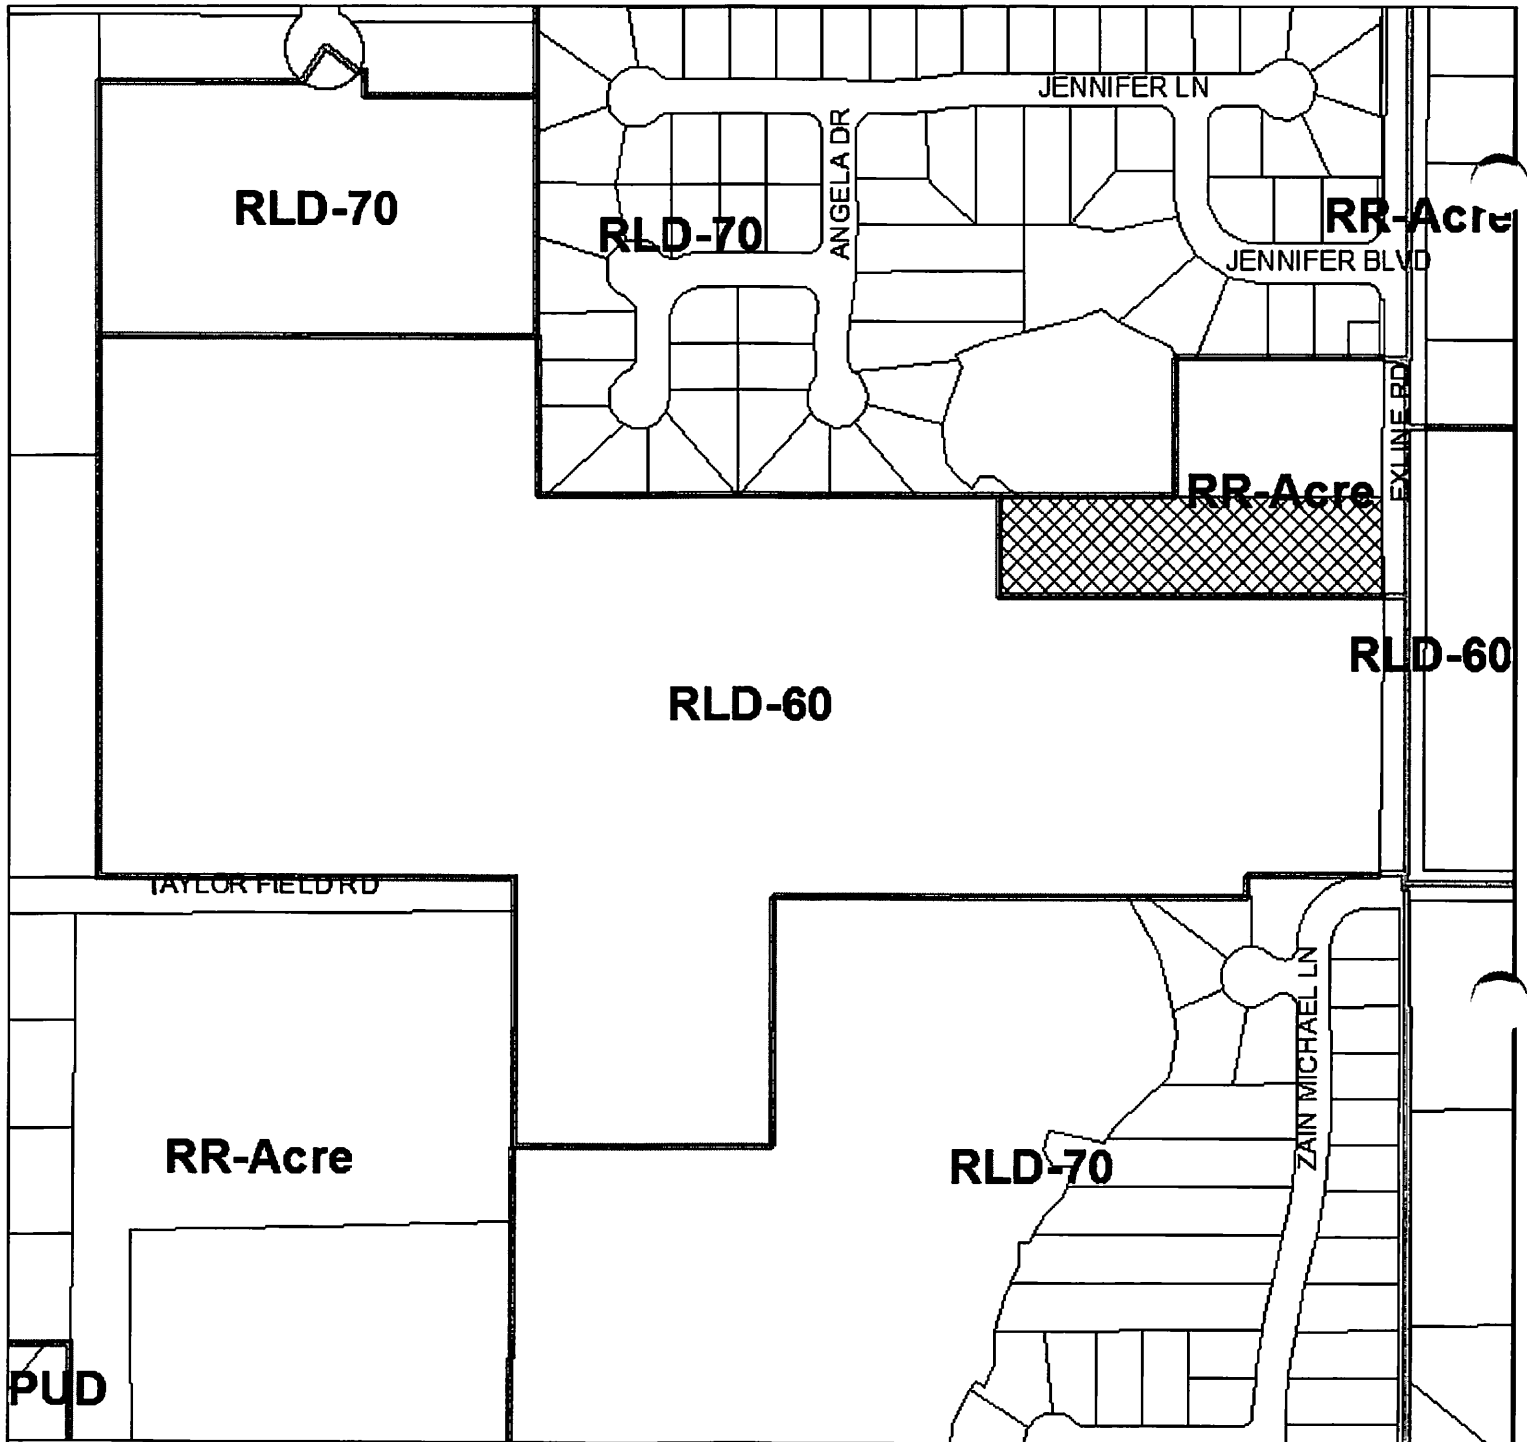 JENNIFER LN
ANGELA DR
RLD-70
RLD-70
RR-Acre
JENNIFER BLVD
EXLINE RD
RR-Acre
RLD-60
RLD-60
TAYLOR FIELD RD
ZAIN MICHAEL LN
RR-Acre
RLD-70
PUD